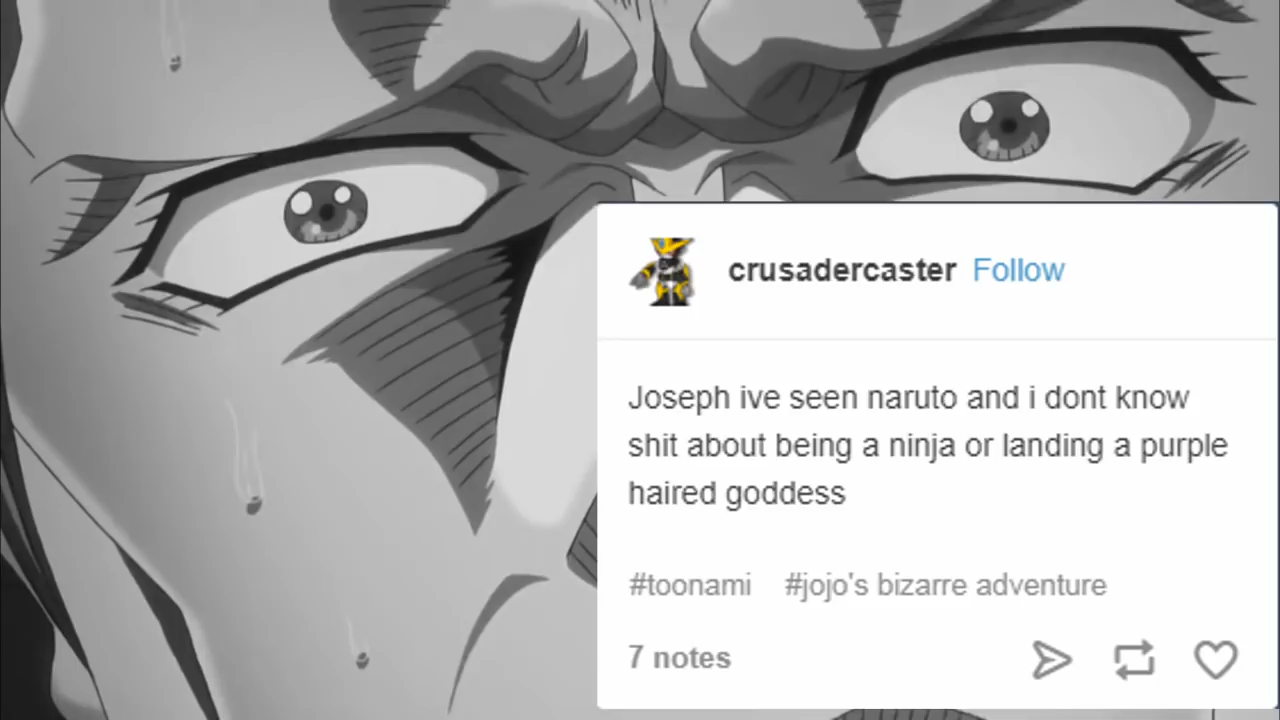 crusadercaster Follow
Joseph ive seen naruto and i dont know
shit about being a ninja or landing a purple
haired goddess
#toonami #jojo's bizarre adventure
7 notes